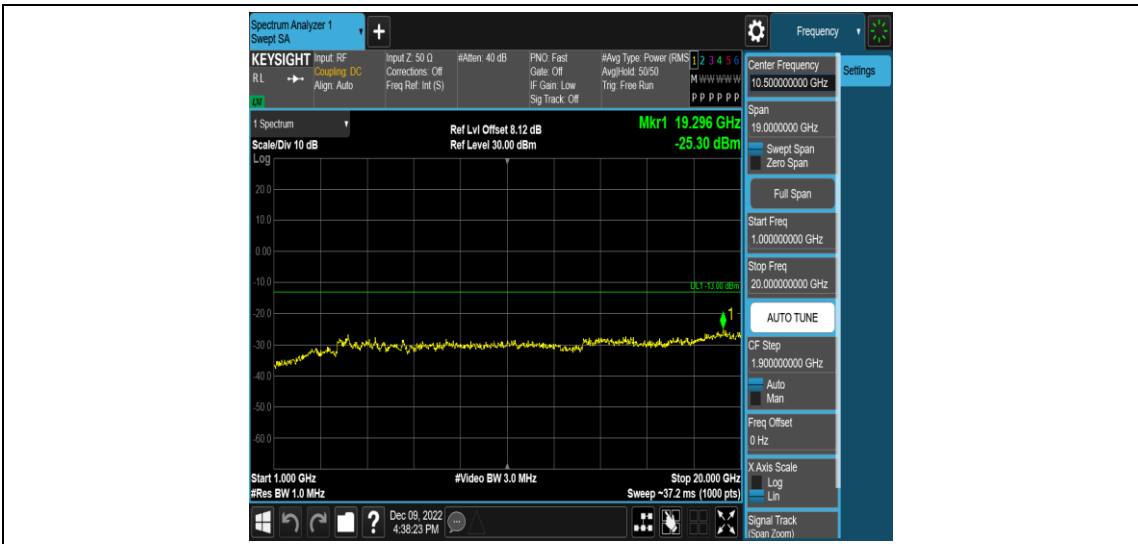 Spectrum Analyzer 1
Swept SA
+
Frequency
KEYSIGHT
RL
LXI
Input: RF
Coupling: DC
Align: Auto
Input Z: 50 Ω
Corrections: Off
Freq Ref: Int (S)
#Atten: 40 dB
PNO: Fast
Gate: Off
IF Gain: Low
Sig Track: Off
#Avg Type: Power (RMS
Avg|Hold: 50/50
Trig: Free Run
1 2 3 4 5 6
M W W W W W
P P P P P P
1 Spectrum
Scale/Div 10 dB
Ref Lvl Offset 8.12 dB
Ref Level 30.00 dBm
Mkr1 19.296 GHz
-25.30 dBm
Log
20.0
10.0
0.00
-10.0
-20.0
-30.0
-40.0
-50.0
-60.0
DL1 -13.00 dBm
1
Start 1.000 GHz
#Res BW 1.0 MHz
#Video BW 3.0 MHz
Stop 20.000 GHz
Sweep ~37.2 ms (1000 pts)
?
Dec 09, 2022
4:38:23 PM
Center Frequency
10.500000000 GHz
Settings
Span
19.0000000 GHz
Swept Span
Zero Span
Full Span
Start Freq
1.000000000 GHz
Stop Freq
20.000000000 GHz
AUTO TUNE
CF Step
1.900000000 GHz
Auto
Man
Freq Offset
0 Hz
X Axis Scale
Log
Lin
Signal Track
(Span Zoom)